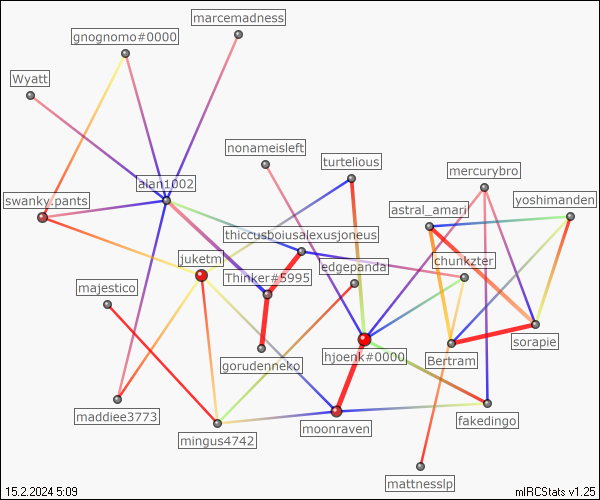 marcemadness
gnognomo#0000
Wyatt
nonameisleft
turtelious
mercurybro
alan1002
swanky.pants
astral_amari
yoshimanden
thiccusboiusalexusjoneus
juketm
edgepanda
chunkzter
Thinker#5995
majestico
hjoenk#0000
Bertram
sorapie
gorudenneko
maddiee3773
mingus4742
moonraven
fakedingo
mattnesslp
15.2.2024 5:09
mIRCStats v1.25